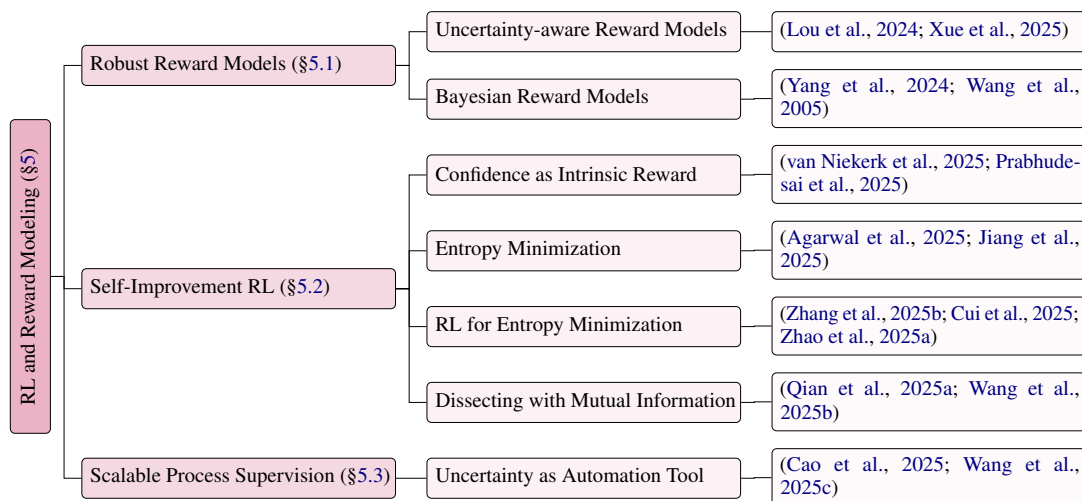 RL and Reward Modeling (§5)
Robust Reward Models (§5.1)
Uncertainty-aware Reward Models
(Lou et al., 2024; Xue et al., 2025)
Bayesian Reward Models
(Yang et al., 2024; Wang et al.,
2005)
Self-Improvement RL (§5.2)
Confidence as Intrinsic Reward
(van Niekerk et al., 2025; Prabhude-
sai et al., 2025)
Entropy Minimization
(Agarwal et al., 2025; Jiang et al.,
2025)
RL for Entropy Minimization
(Zhang et al., 2025b; Cui et al., 2025;
Zhao et al., 2025a)
Dissecting with Mutual Information
(Qian et al., 2025a; Wang et al.,
2025b)
Scalable Process Supervision (§5.3)
Uncertainty as Automation Tool
(Cao et al., 2025; Wang et al.,
2025c)